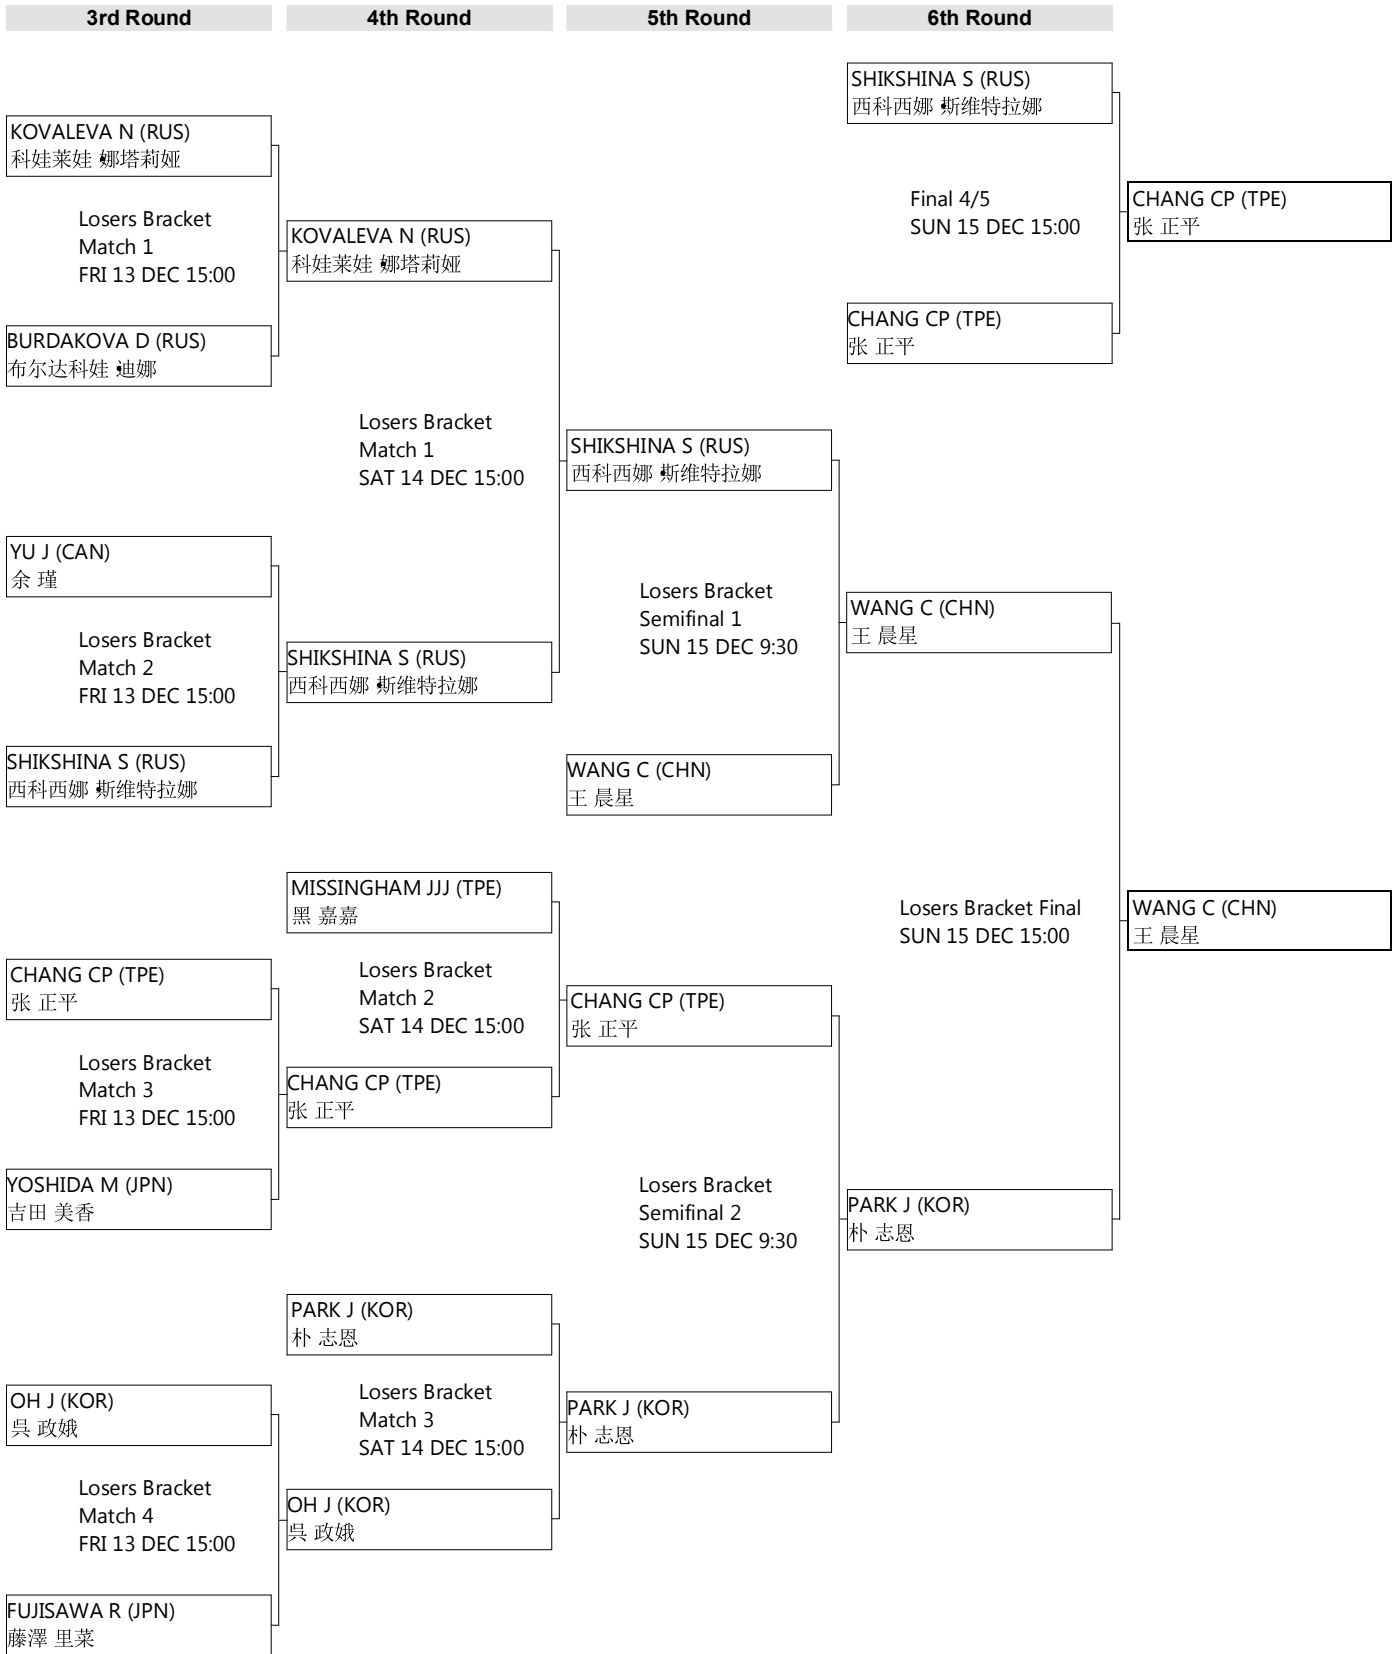 3rd Round
4th Round
5th Round
6th Round
SHIKSHINA S (RUS)
西科西娜•斯维特拉娜
KOVALEVA N (RUS)
科娃莱娃•娜塔莉娅
Final 4/5
SUN 15 DEC 15:00
CHANG CP (TPE)
张 正平
Losers Bracket
Match 1
FRI 13 DEC 15:00
KOVALEVA N (RUS)
科娃莱娃•娜塔莉娅
CHANG CP (TPE)
张 正平
BURDAKOVA D (RUS)
布尔达科娃•迪娜
Losers Bracket
Match 1
SAT 14 DEC 15:00
SHIKSHINA S (RUS)
西科西娜•斯维特拉娜
YU J (CAN)
余 瑾
Losers Bracket
Semifinal 1
SUN 15 DEC 9:30
WANG C (CHN)
王 晨星
Losers Bracket
Match 2
FRI 13 DEC 15:00
SHIKSHINA S (RUS)
西科西娜•斯维特拉娜
SHIKSHINA S (RUS)
西科西娜•斯维特拉娜
WANG C (CHN)
王 晨星
MISSINGHAM JJJ (TPE)
黑 嘉嘉
Losers Bracket Final
SUN 15 DEC 15:00
WANG C (CHN)
王 晨星
CHANG CP (TPE)
张 正平
Losers Bracket
Match 2
SAT 14 DEC 15:00
CHANG CP (TPE)
张 正平
Losers Bracket
Match 3
FRI 13 DEC 15:00
CHANG CP (TPE)
张 正平
YOSHIDA M (JPN)
吉田 美香
Losers Bracket
Semifinal 2
SUN 15 DEC 9:30
PARK J (KOR)
朴 志恩
PARK J (KOR)
朴 志恩
OH J (KOR)
呉 政娥
Losers Bracket
Match 3
SAT 14 DEC 15:00
PARK J (KOR)
朴 志恩
Losers Bracket
Match 4
FRI 13 DEC 15:00
OH J (KOR)
呉 政娥
FUJISAWA R (JPN)
藤澤 里菜